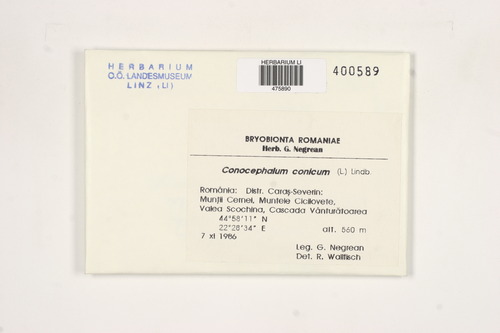 HERBARIUM
O.Ö. LANDESMUSEUM
LINZ (LI)
HERBARIUM LI
475890
400589
BRYOBIONTA ROMANIAE
Herb. G. Negrean
Conocephalum conicum (L.) Lindb.
România: Distr. Caraş-Severin:
Munţii Cernei, Muntele Cicilovete,
Valea Scochina, Cascada Vânturătoarea
44°58'11" N
22°28'34" E alt. 560 m
7 xi 1986
Leg. G. Negrean
Det. R. Wallfisch